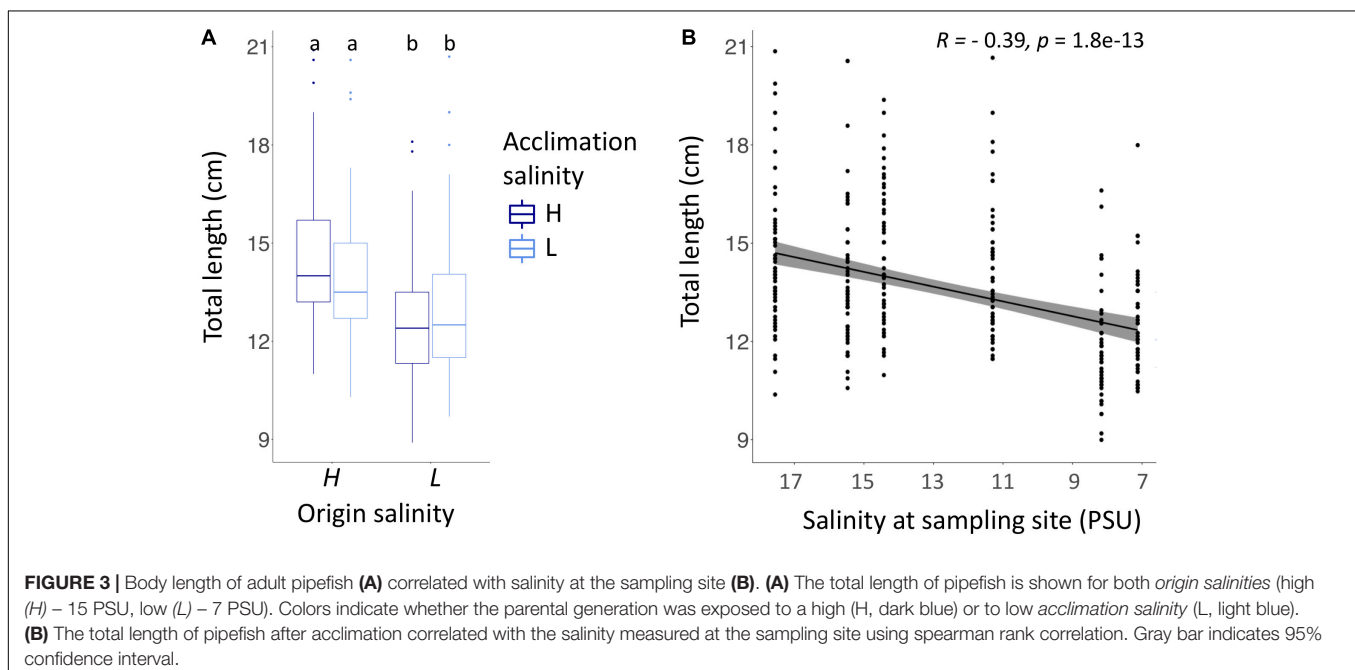 A
B
a a b b
R = - 0.39, p = 1.8e-13
21
18
15
12
9
Total length (cm)
H L
Origin salinity
Acclimation
salinity
H
L
21
18
15
12
9
Total length (cm)
17 15 13 11 9 7
Salinity at sampling site (PSU)
FIGURE 3 | Body length of adult pipefish (A) correlated with salinity at the sampling site (B). (A) The total length of pipefish is shown for both origin salinities (high
(H) – 15 PSU, low (L) – 7 PSU). Colors indicate whether the parental generation was exposed to a high (H, dark blue) or to low acclimation salinity (L, light blue).
(B) The total length of pipefish after acclimation correlated with the salinity measured at the sampling site using spearman rank correlation. Gray bar indicates 95%
confidence interval.